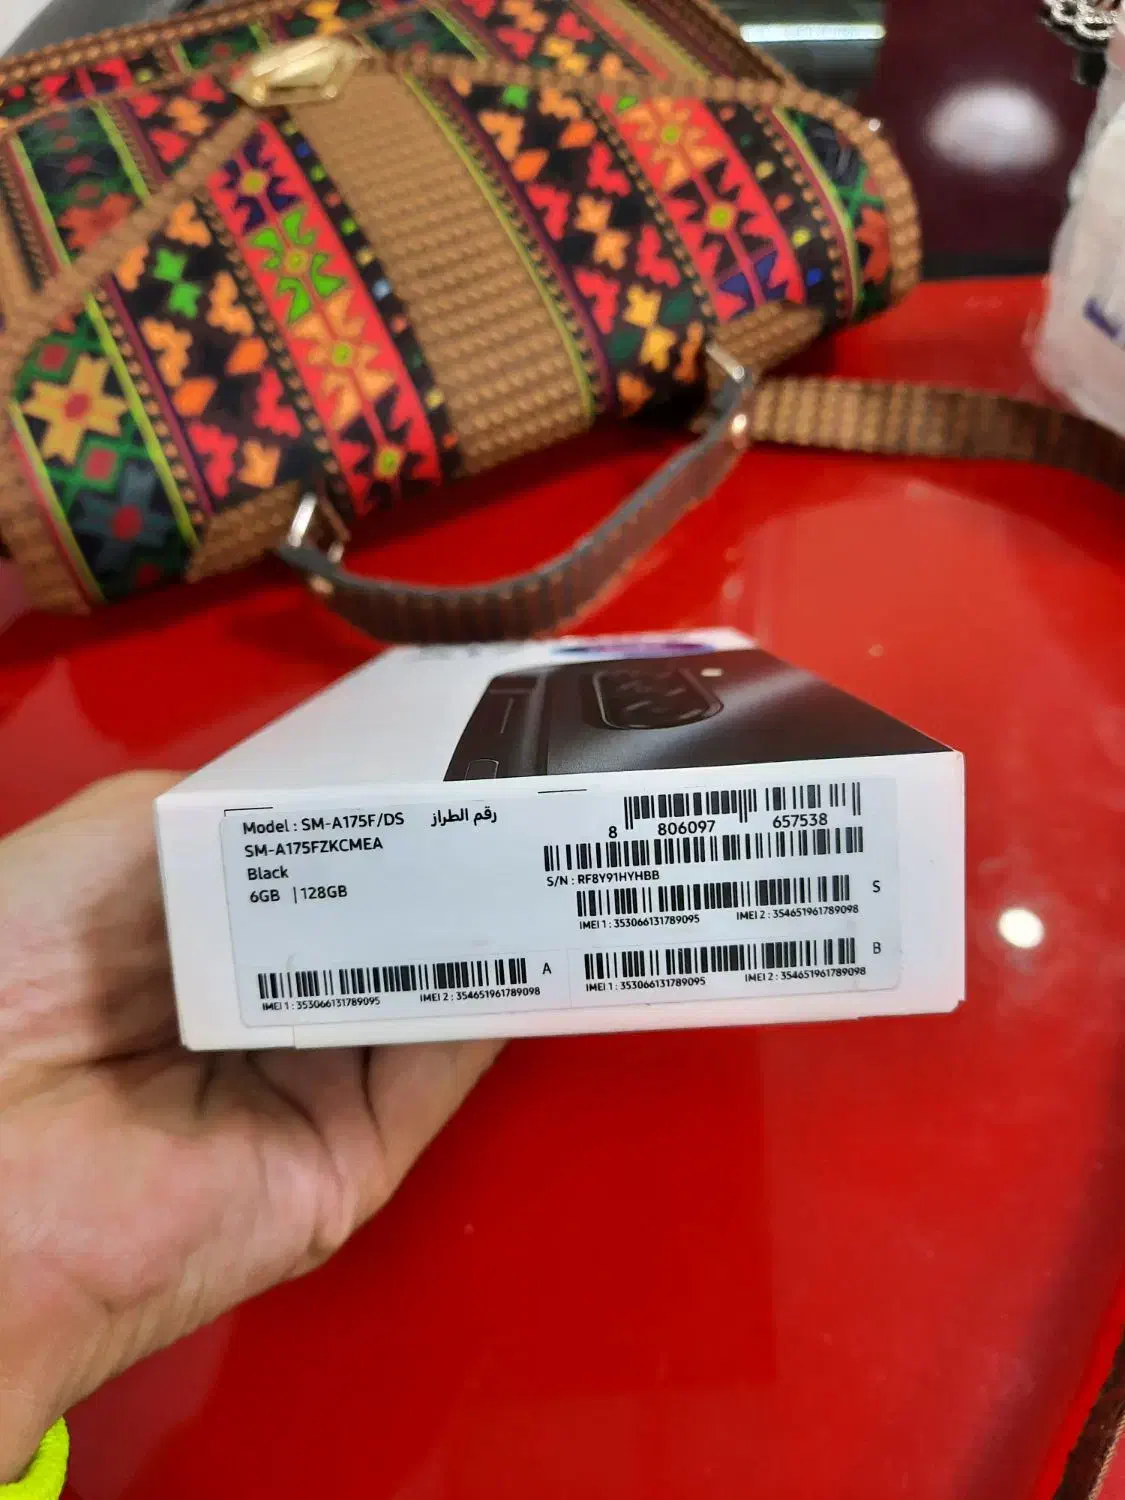 Model : SM-A175F/DS رقم الطراز
SM-A175FZKCMEA
Black
6GB | 128GB
8 806097 657538
S/N : RF8Y91HYHBB
S
IMEI 1 : 353066131789095 IMEI 2 : 354651961789098
A
IMEI 1 : 353066131789095 IMEI 2 : 354651961789098
B
IMEI 1 : 353066131789095 IMEI 2 : 354651961789098